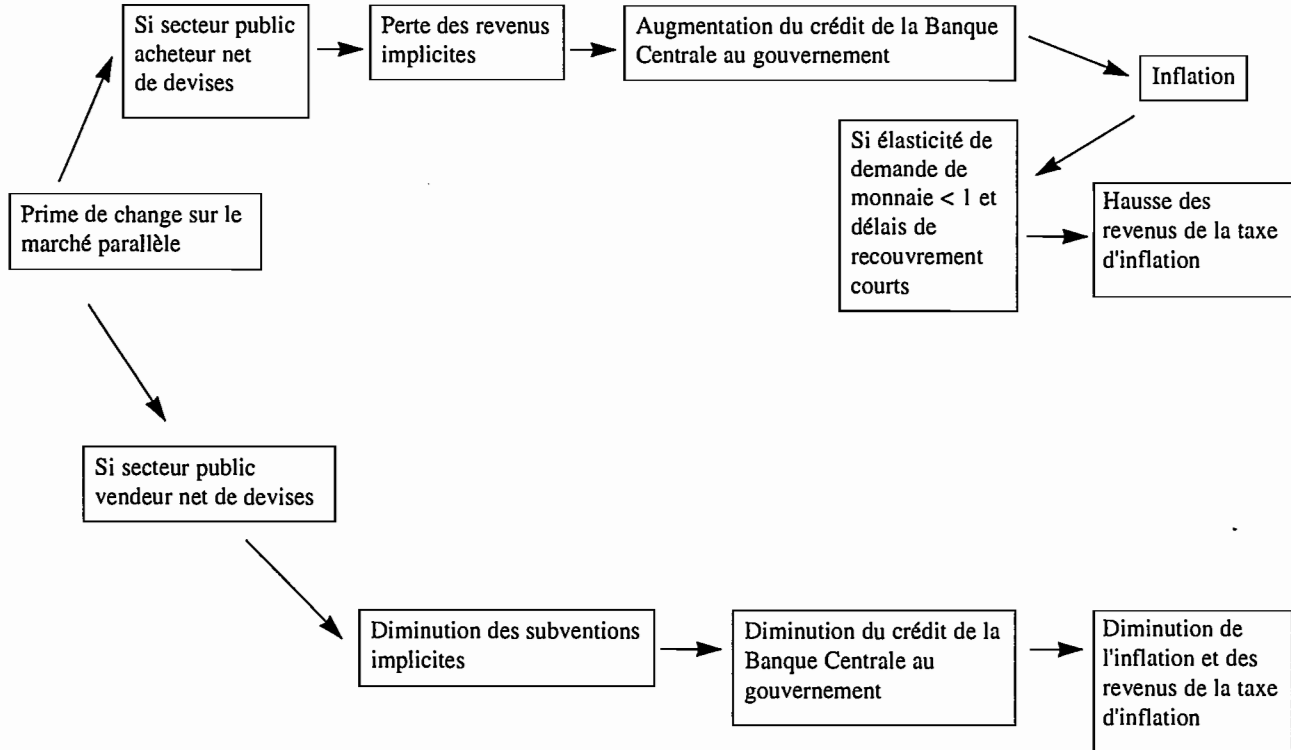 Si secteur public
acheteur net
de devises
Perte des revenus
implicites
Augmentation du crédit de la Banque
Centrale au gouvernement
Inflation
Si élasticité de
demande de
monnaie < 1 et
délais de
recouvrement
courts
Hausse des
revenus de la taxe
d'inflation
Prime de change sur le
marché parallèle
Si secteur public
vendeur net de devises
Diminution des subventions
implicites
Diminution du crédit de la
Banque Centrale au
gouvernement
Diminution de
l'inflation et des
revenus de la taxe
d'inflation